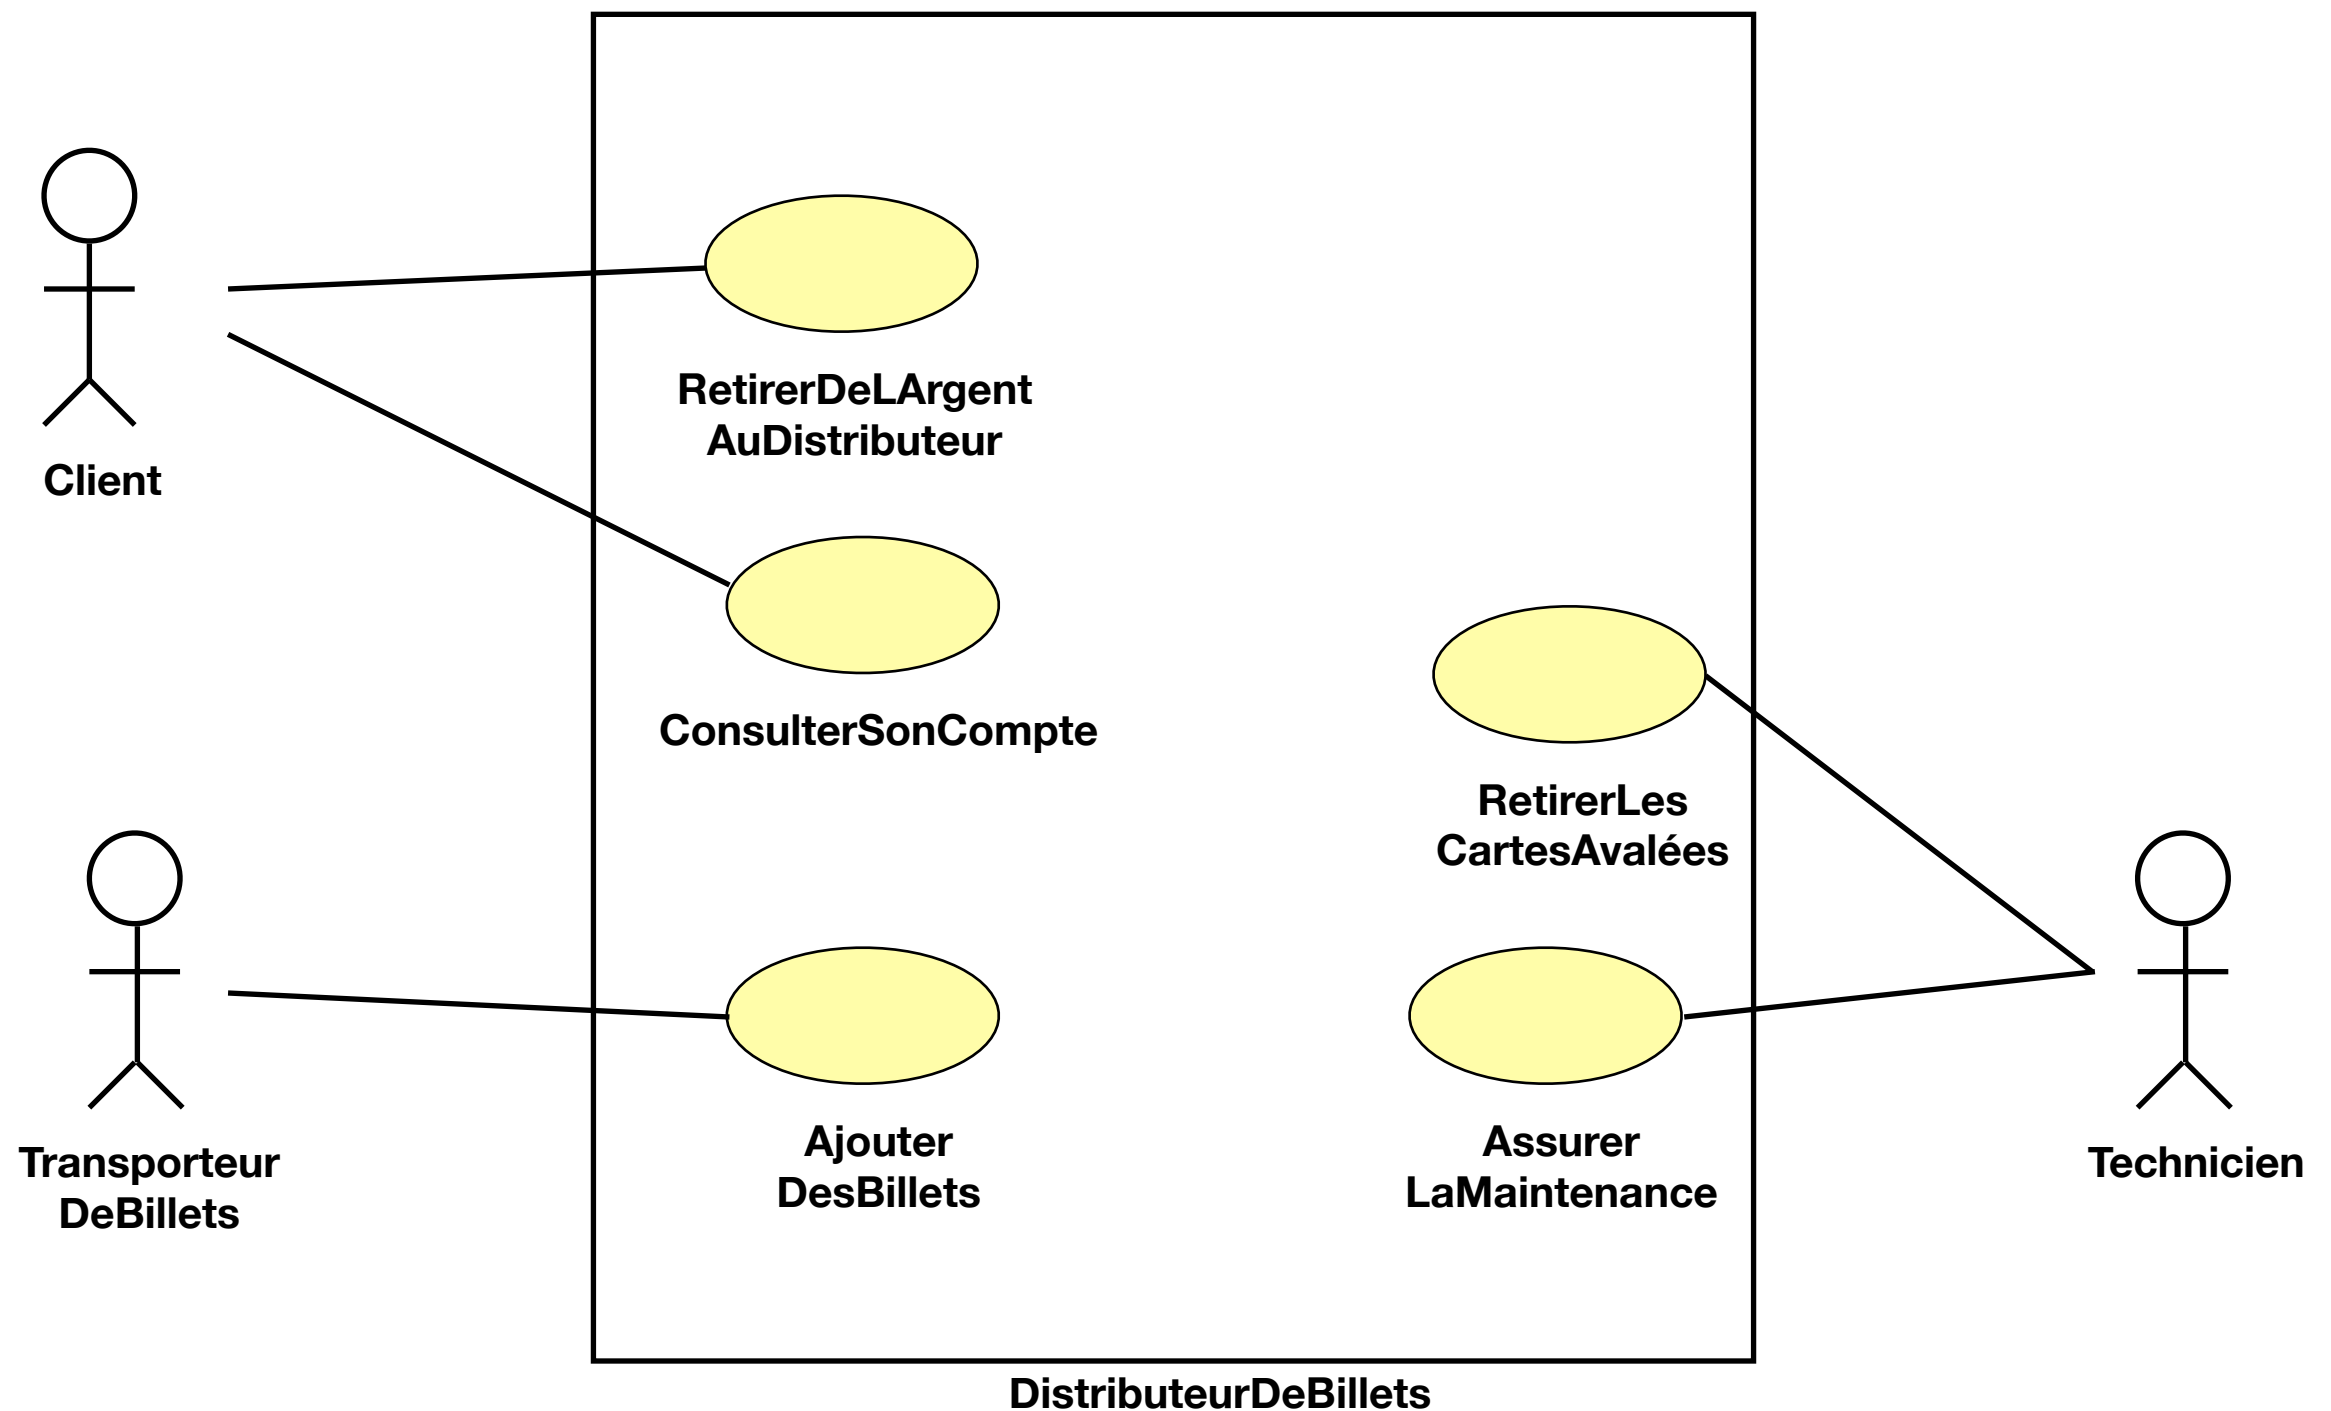 RetirerDeLArgent
AuDistributeur
Client
ConsulterSonCompte
RetirerLes
CartesAvalées
Transporteur
DeBillets
Ajouter
DesBillets
Assurer
LaMaintenance
Technicien
DistributeurDeBillets